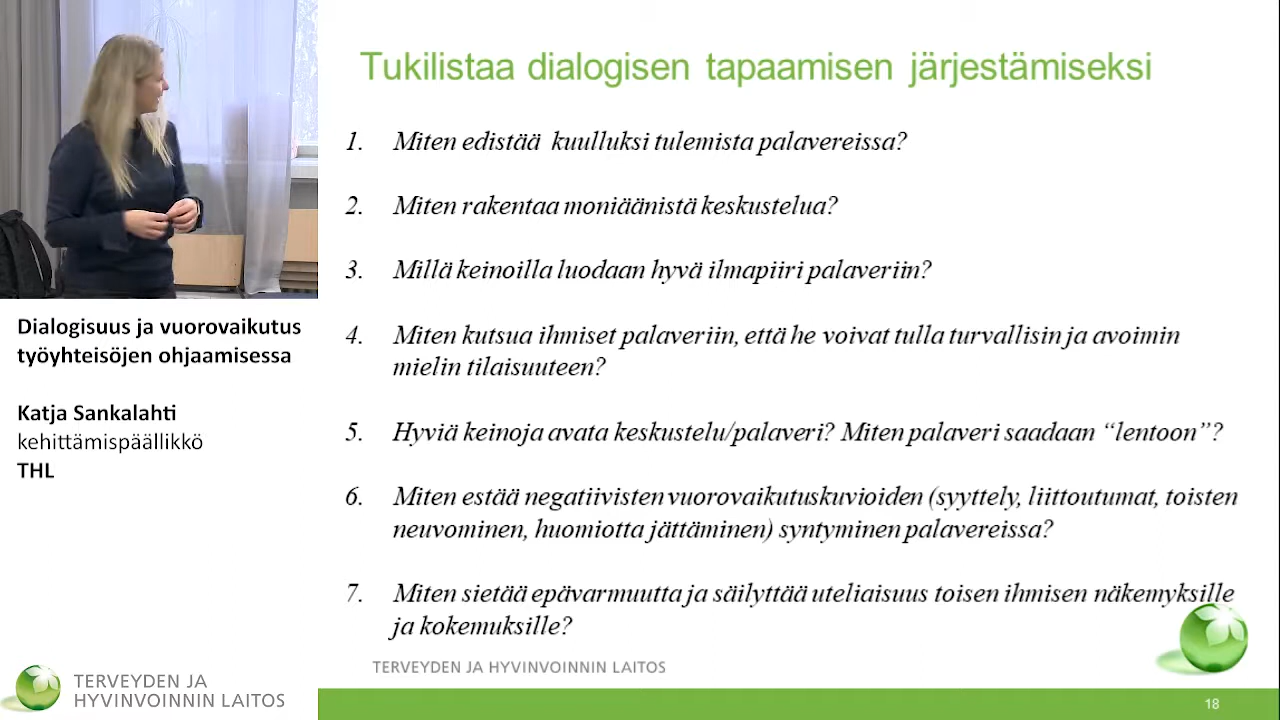 Tukilistaa dialogisen tapaamisen järjestämiseksi
1. Miten edistää kuulluksi tulemista palavereissa?
2. Miten rakentaa moniäänistä keskustelua?
3. Millä keinoilla luodaan hyvä ilmapiiri palaveriin?
4. Miten kutsua ihmiset palaveriin, että he voivat tulla turvallisin ja avoimin
mielin tilaisuuteen?
5. Hyviä keinoja avata keskustelu/palaveri? Miten palaveri saadaan “lentoon”?
6. Miten estää negatiivisten vuorovaikutuskuvioiden (syyttely, liittoutumat, toisten
neuvominen, huomiotta jättäminen) syntyminen palavereissa?
7. Miten sietää epävarmuutta ja säilyttää uteliaisuus toisen ihmisen näkemyksille
ja kokemuksille?
TERVEYDEN JA HYVINVOINNIN LAITOS
18
Dialogisuus ja vuorovaikutus
työyhteisöjen ohjaamisessa
Katja Sankalahti
kehittämispäällikkö
THL
TERVEYDEN JA
HYVINVOINNIN LAITOS